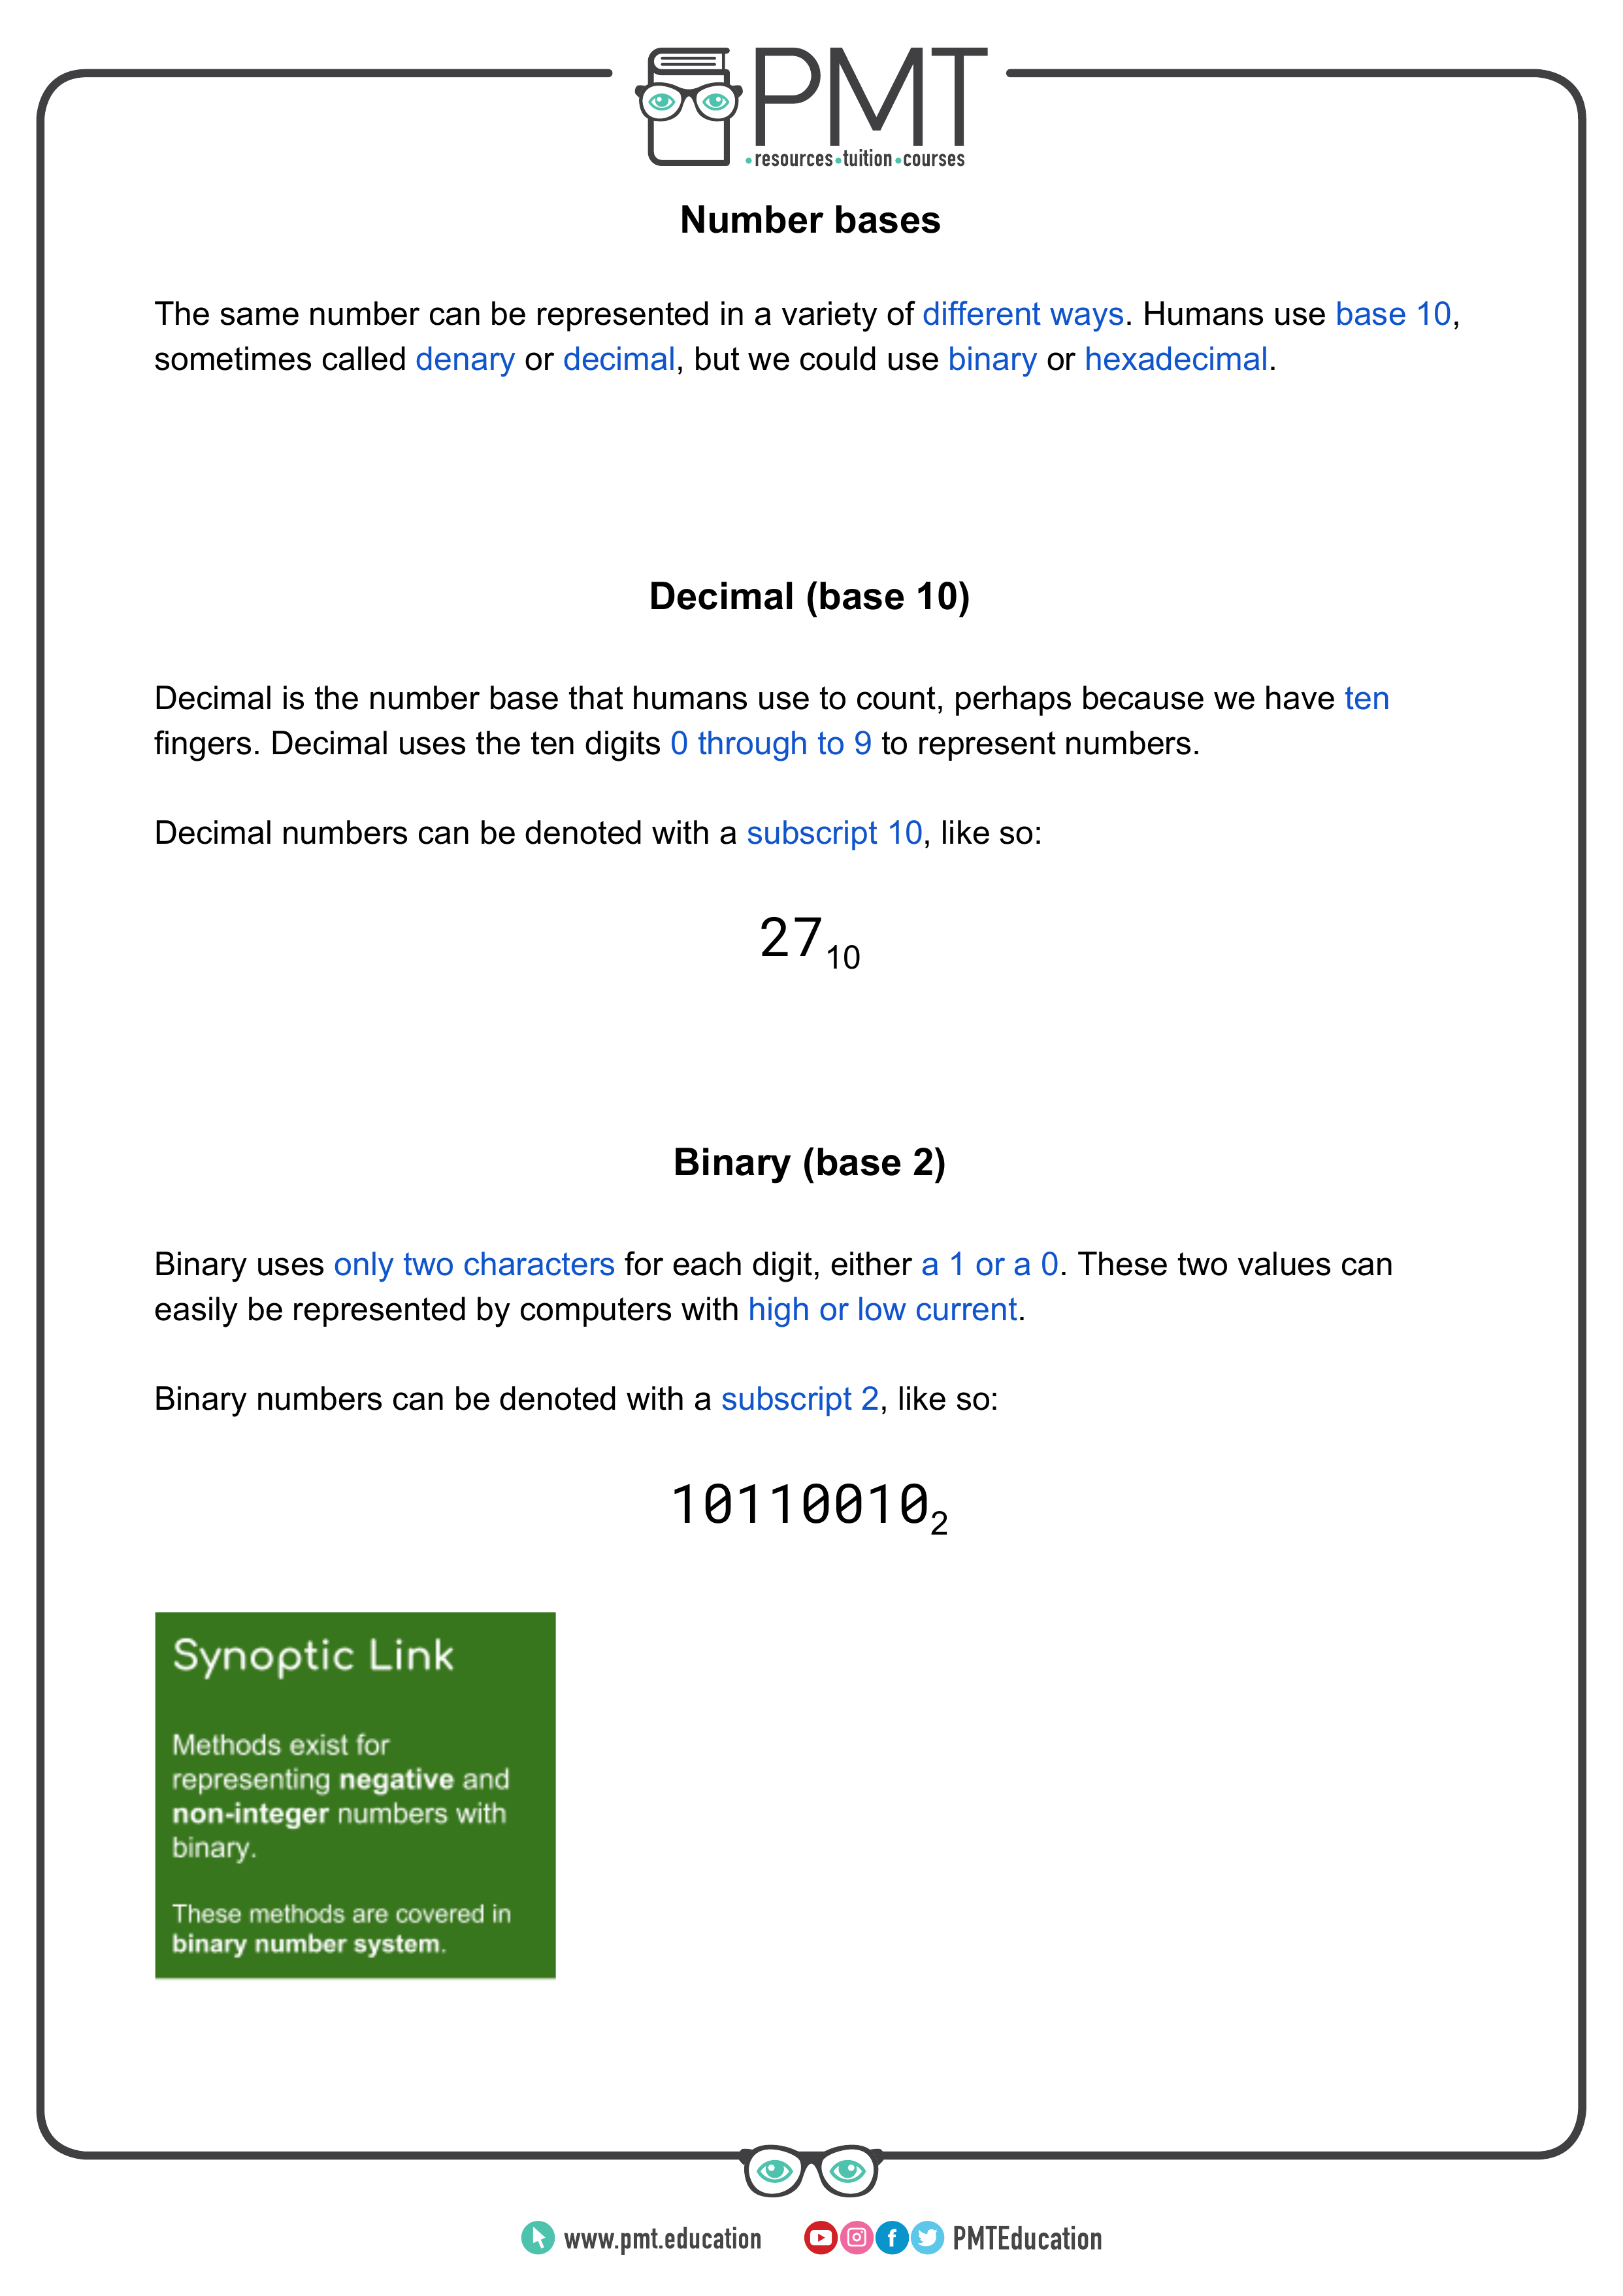 PMT
•resources•tuition•courses
Number bases
The same number can be represented in a variety of different ways. Humans use base 10,
sometimes called denary or decimal, but we could use binary or hexadecimal.
Decimal (base 10)
Decimal is the number base that humans use to count, perhaps because we have ten
fingers. Decimal uses the ten digits 0 through to 9 to represent numbers.
Decimal numbers can be denoted with a subscript 10, like so:
27₁₀
Binary (base 2)
Binary uses only two characters for each digit, either a 1 or a 0. These two values can
easily be represented by computers with high or low current.
Binary numbers can be denoted with a subscript 2, like so:
10110010₂
Synoptic Link
Methods exist for
representing negative and
non-integer numbers with
binary.
These methods are covered in
binary number system.
www.pmt.education PMTEducation